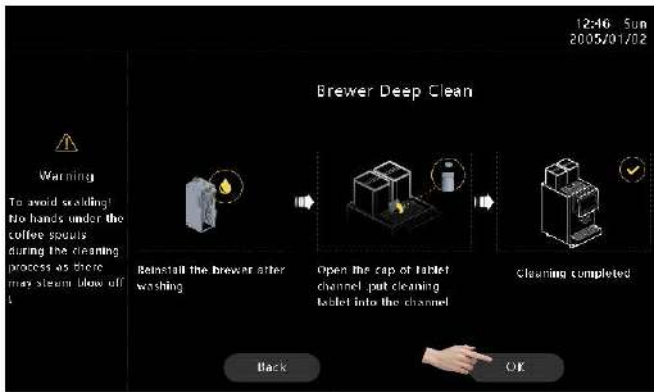 12:46 Sun
2005/01/02
Brewer Deep Clean
Warning
To avoid scalding!
No hands under the
coffee spouts
during the cleaning
process as there
may steam blow off
!
Reinstall the brewer after
washing
Open the cap of tablet
channel ,put cleaning
tablet into the channel
Cleaning completed
Back
OK